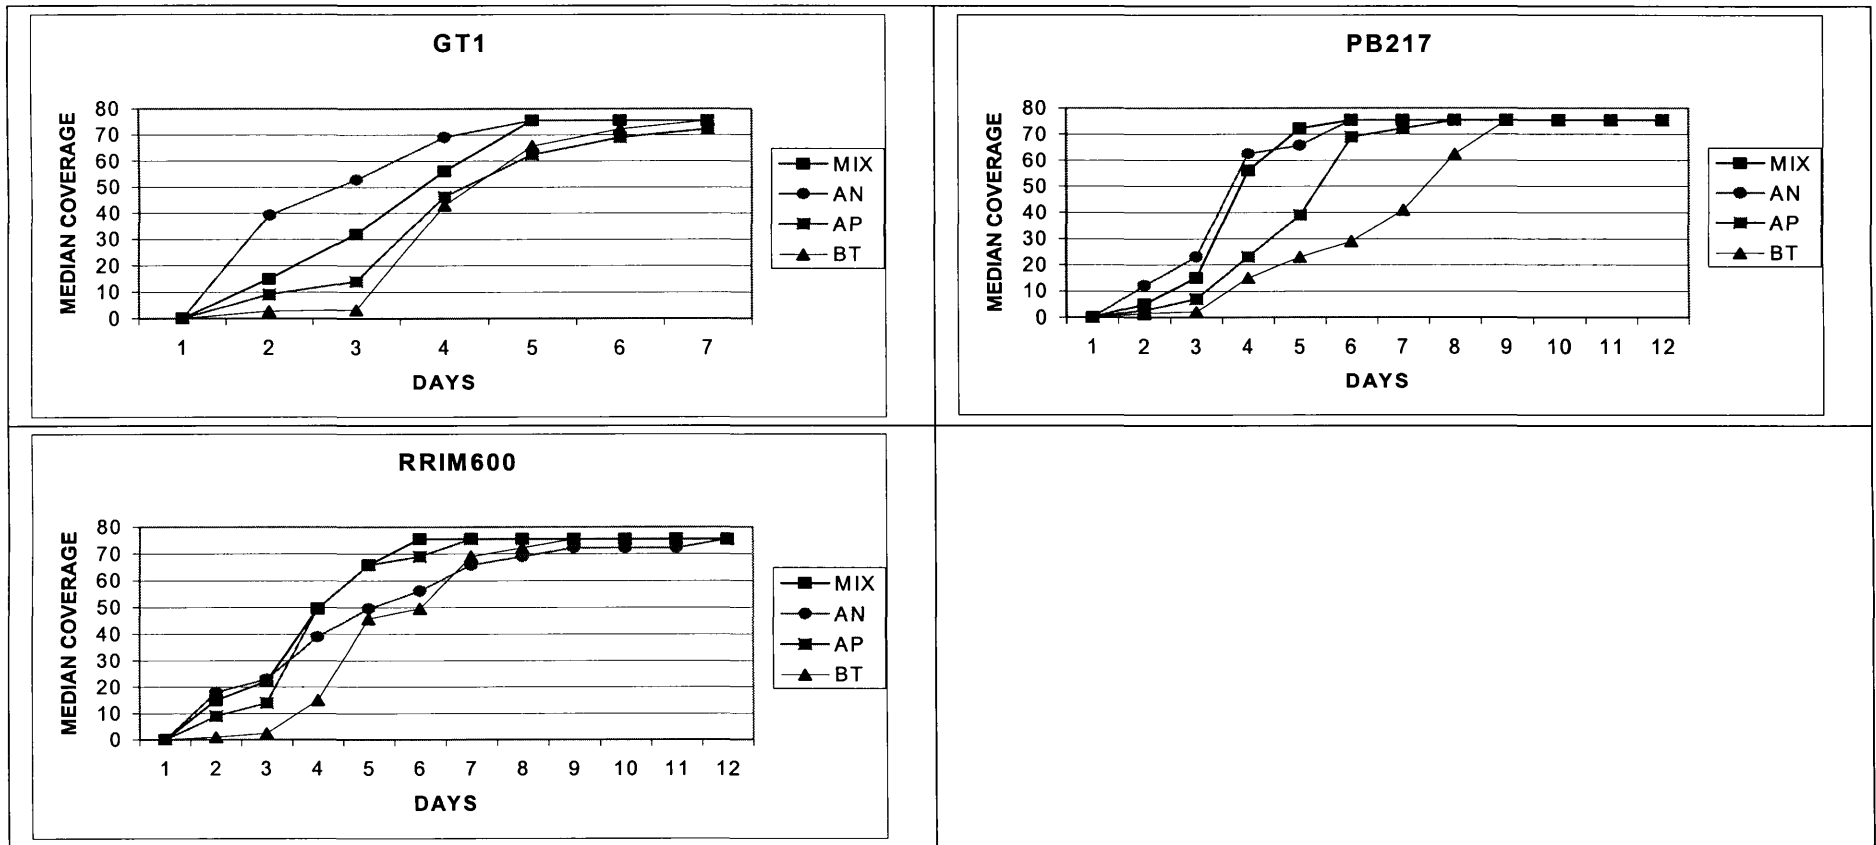 GT1
MEDIAN COVERAGE
80
70
60
50
40
30
20
10
0
1 2 3 4 5 6 7
DAYS
MIX
AN
AP
BT
PB217
MEDIAN COVERAGE
80
70
60
50
40
30
20
10
0
1 2 3 4 5 6 7 8 9 10 11 12
DAYS
MIX
AN
AP
BT
RRIM600
MEDIAN COVERAGE
80
70
60
50
40
30
20
10
0
1 2 3 4 5 6 7 8 9 10 11 12
DAYS
MIX
AN
AP
BT